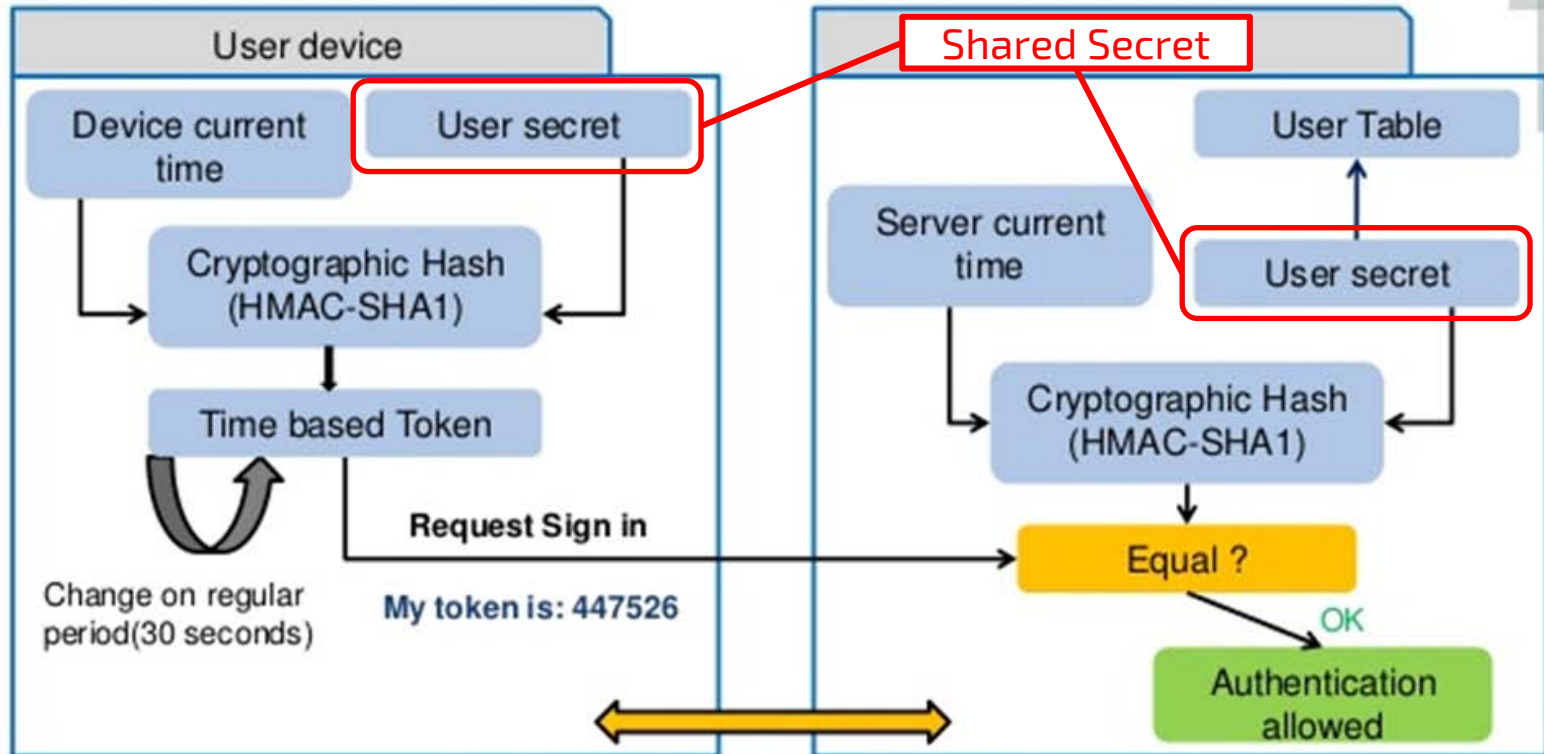 User device
Shared Secret
Device current
time
User secret
Cryptographic Hash
(HMAC-SHA1)
Time based Token
Change on regular
period(30 seconds)
Request Sign in
My token is: 447526
User Table
Server current
time
User secret
Cryptographic Hash
(HMAC-SHA1)
Equal ?
OK
Authentication
allowed